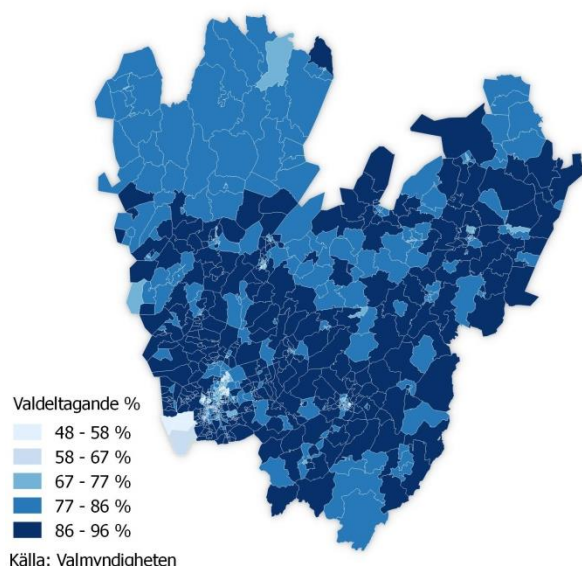 Valdeltagande %
48 - 58 %
58 - 67 %
67 - 77 %
77 - 86 %
86 - 96 %
Källa: Valmyndigheten